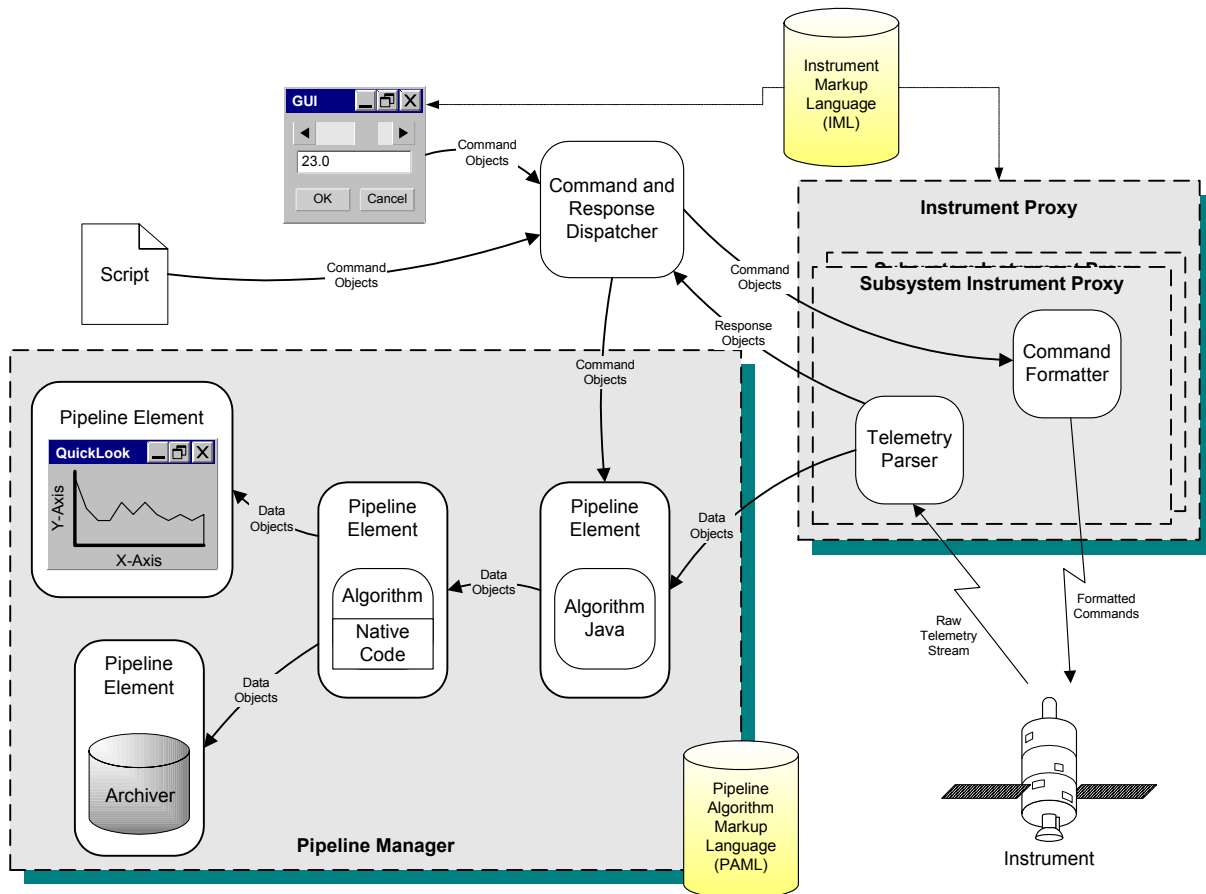 Instrument
Markup
Language
(IML)
GUI
23.0
OK
Cancel
Command
Objects
Command and
Response
Dispatcher
Script
Command
Objects
Command
Objects
Response
Objects
Command
Objects
Instrument Proxy
Subsystem Instrument Proxy
Subsystem Instrument Proxy
Command
Formatter
Telemetry
Parser
Pipeline Element
QuickLook
Y-Axis
X-Axis
Data
Objects
Pipeline
Element
Algorithm
Native
Code
Data
Objects
Pipeline
Element
Algorithm
Java
Data
Objects
Raw
Telemetry
Stream
Formatted
Commands
Pipeline
Element
Archiver
Data
Objects
Pipeline Manager
Pipeline
Algorithm
Markup
Language
(PAML)
Instrument